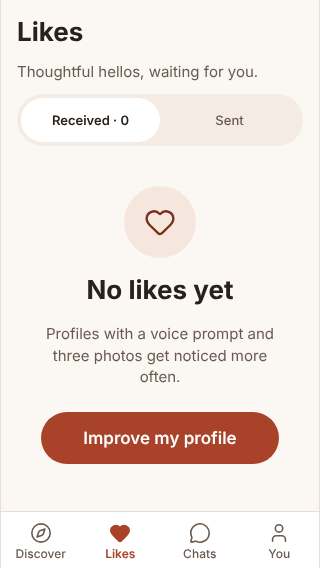 Likes
Thoughtful hellos, waiting for you.
Received · 0
Sent
No likes yet
Profiles with a voice prompt and
three photos get noticed more
often.
Improve my profile
Discover
Likes
Chats
You